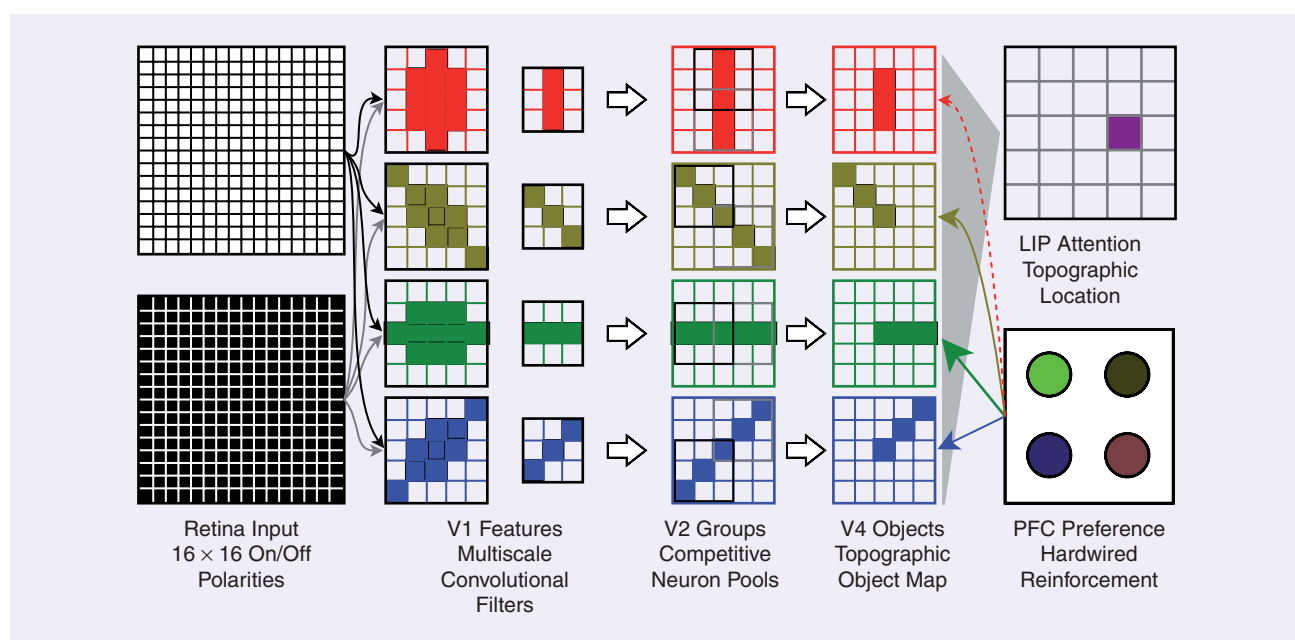 LIP Attention
Topographic
Location
Retina Input
16 × 16 On/Off
Polarities
V1 Features
Multiscale
Convolutional
Filters
V2 Groups
Competitive
Neuron Pools
V4 Objects
Topographic
Object Map
PFC Preference
Hardwired
Reinforcement